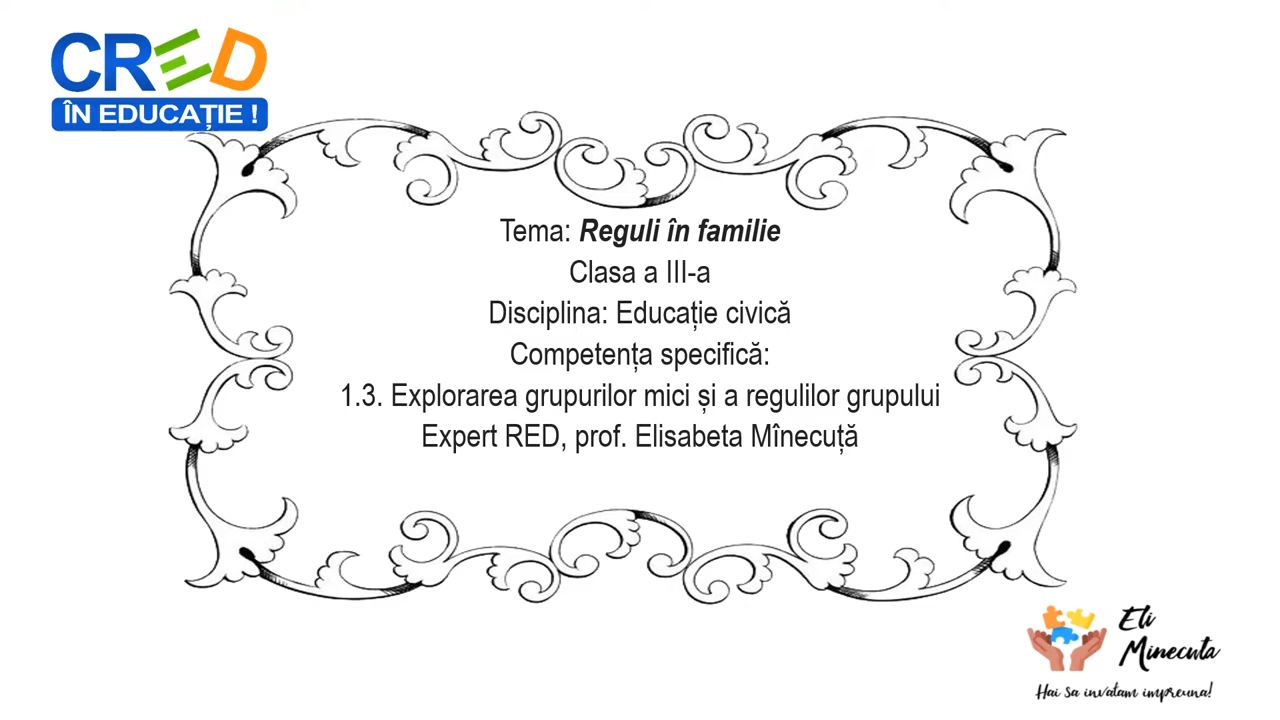 CRED
ÎN EDUCAȚIE !
Tema: Reguli în familie
Clasa a III-a
Disciplina: Educație civică
Competența specifică:
1.3. Explorarea grupurilor mici și a regulilor grupului
Expert RED, prof. Elisabeta Mînecuță
Eli
Minecuta
Hai sa invatam impreuna!